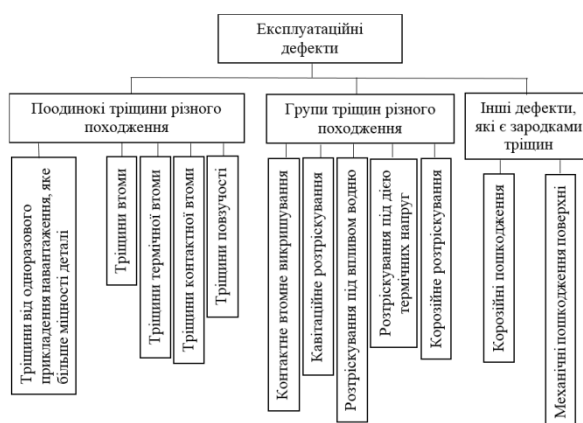 Експлуатаційні
дефекти
Поодинокі тріщини різного
походження
Групи тріщин різного
походження
Інші дефекти,
які є зародками
тріщин
Тріщини від одноразового
прикладення навантаження, яке
більше міцності деталі
Тріщини втоми
Тріщини термічної втоми
Тріщини контактної втоми
Тріщини повзучості
Контактне втомне викришування
Кавітаційне розтріскування
Розтріскування під впливом водню
Розтріскування під дією
термічних напруг
Корозійне розтріскування
Корозійні пошкодження
Механічні пошкодження поверхні